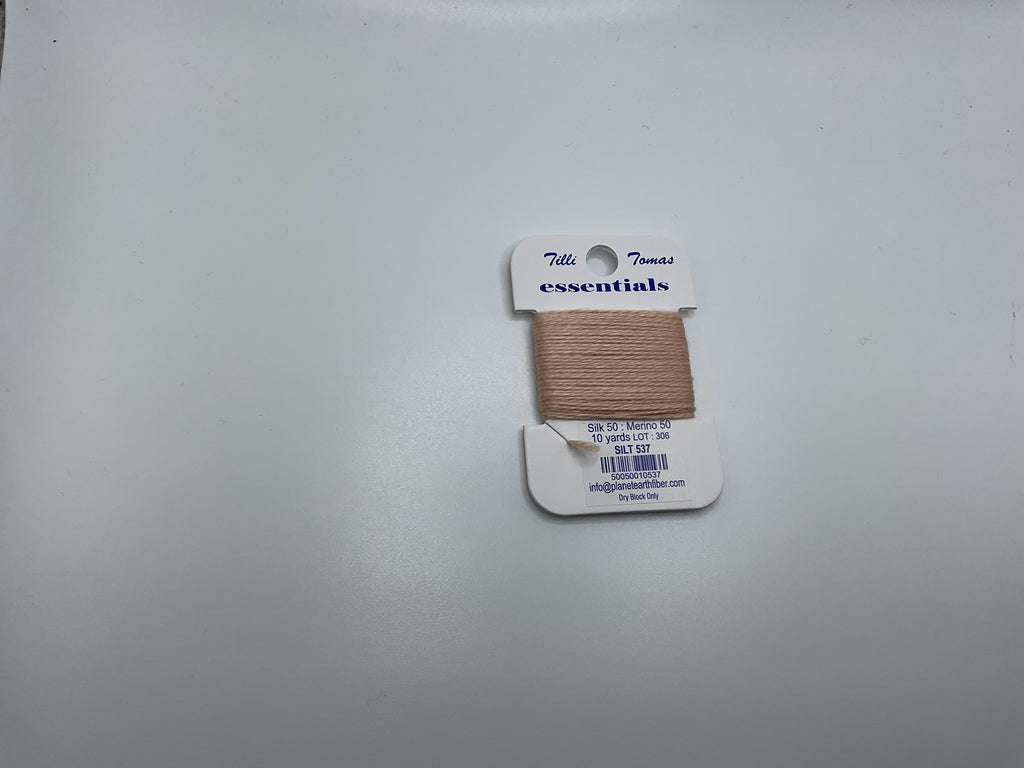 Tilli Tomas
essentials
Silk 50 : Merino 50
10 yards LOT : 306
SILT 537
50050010537
info@planetearthfiber.com
Dry Block Only